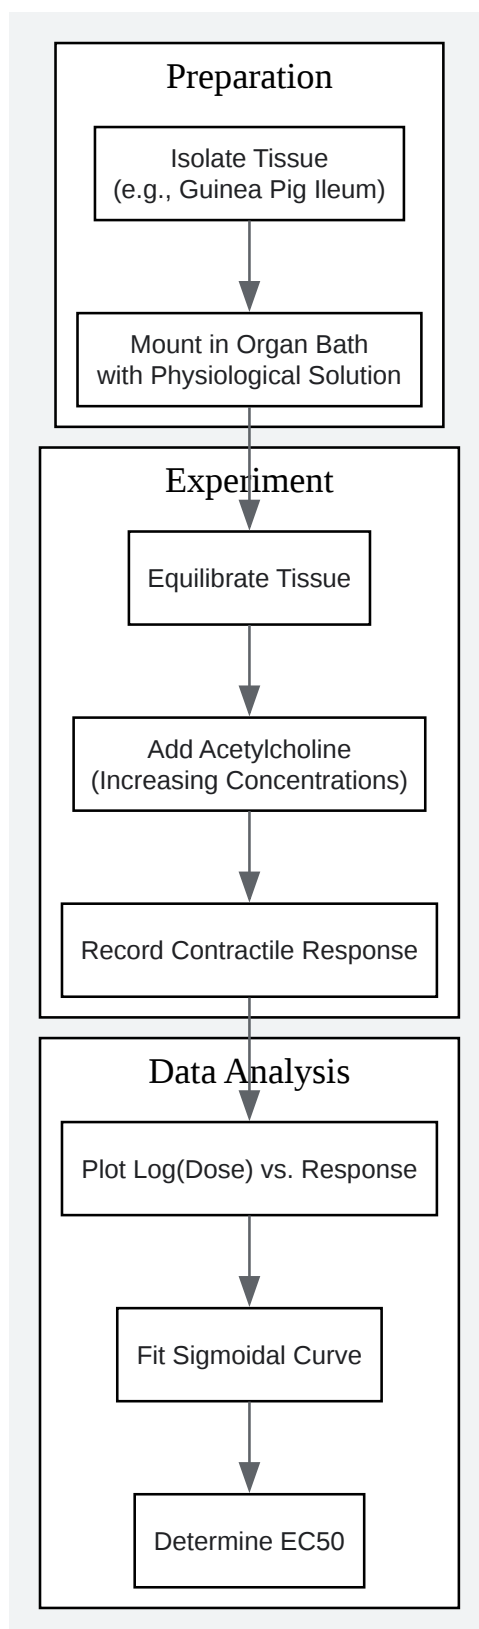 Preparation
Isolate Tissue
(e.g., Guinea Pig Ileum)
Mount in Organ Bath
with Physiological Solution
Experiment
Equilibrate Tissue
Add Acetylcholine
(Increasing Concentrations)
Record Contractile Response
Data Analysis
Plot Log(Dose) vs. Response
Fit Sigmoidal Curve
Determine EC50